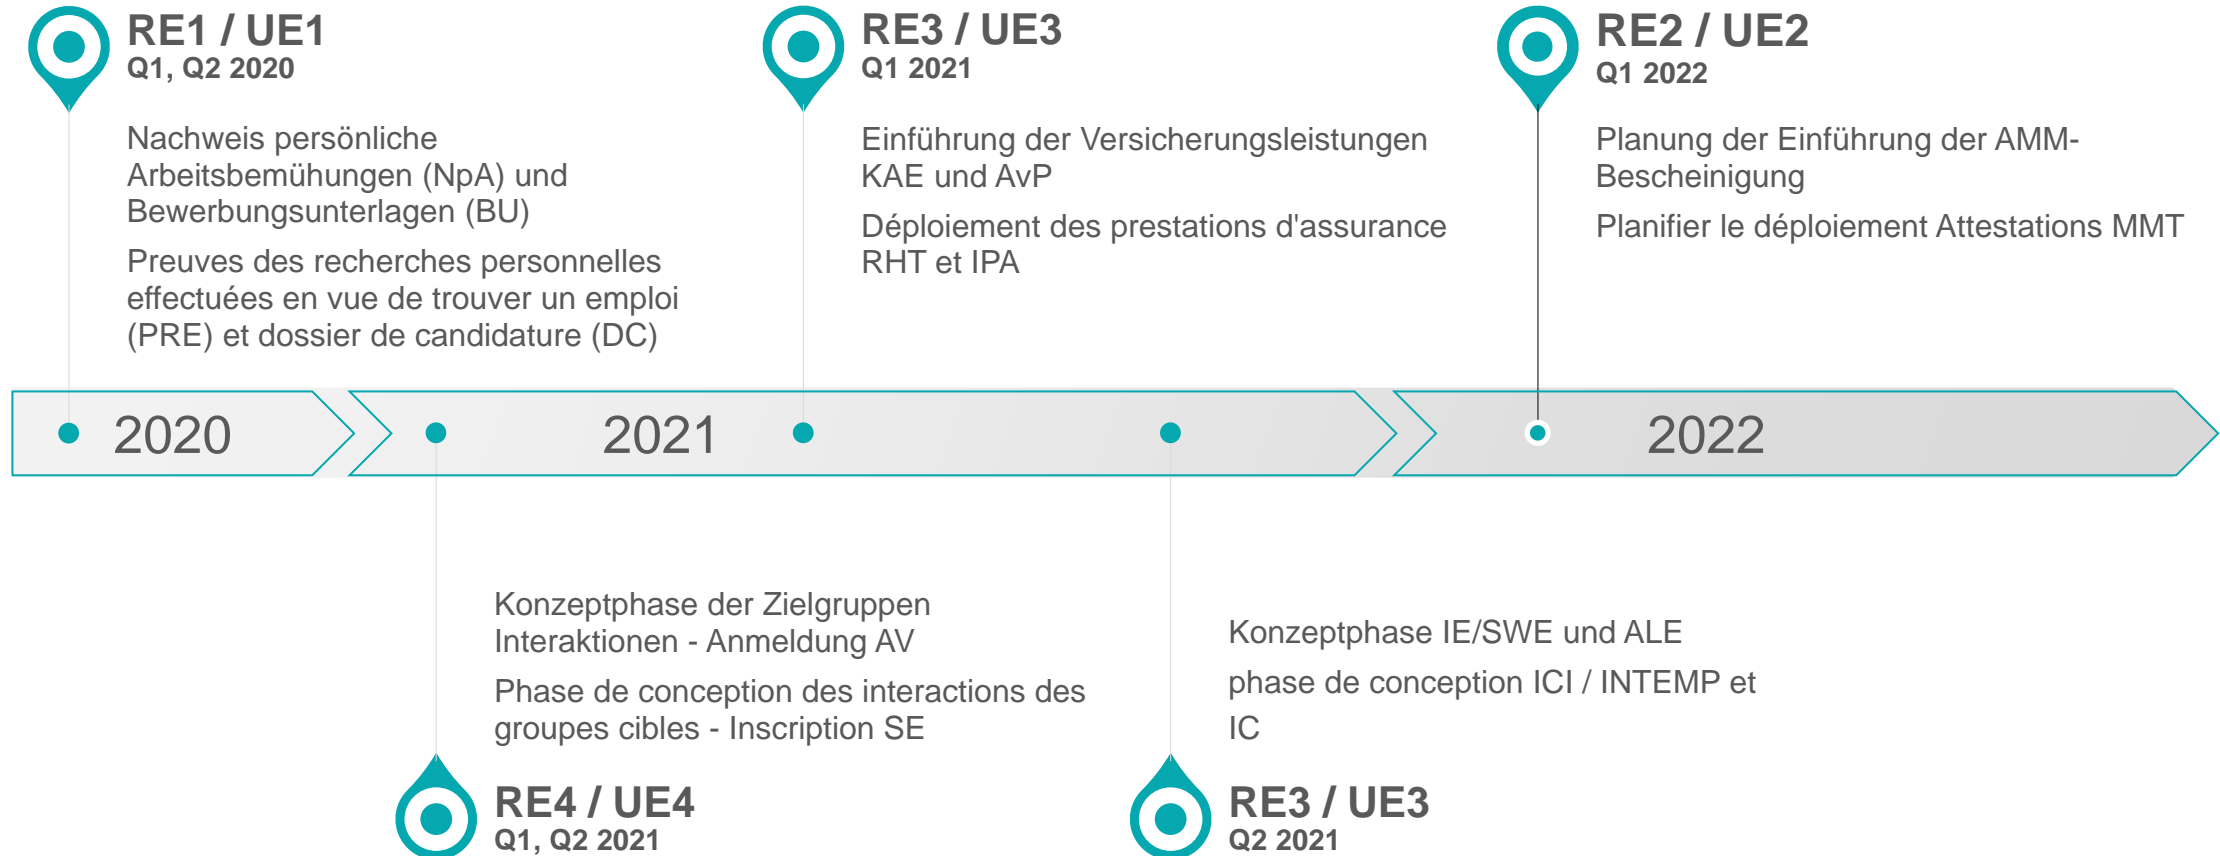 RE1 / UE1
Q1, Q2 2020
Nachweis persönliche
Arbeitsbemühungen (NpA) und
Bewerbungsunterlagen (BU)
Preuves des recherches personnelles
effectuées en vue de trouver un emploi
(PRE) et dossier de candidature (DC)
RE3 / UE3
Q1 2021
Einführung der Versicherungsleistungen
KAE und AvP
Déploiement des prestations d'assurance
RHT et IPA
RE2 / UE2
Q1 2022
Planung der Einführung der AMM-
Bescheinigung
Planifier le déploiement Attestations MMT
2020
2021
2022
Konzeptphase der Zielgruppen
Interaktionen - Anmeldung AV
Phase de conception des interactions des
groupes cibles - Inscription SE
RE4 / UE4
Q1, Q2 2021
Konzeptphase IE/SWE und ALE
phase de conception ICI / INTEMP et
IC
RE3 / UE3
Q2 2021